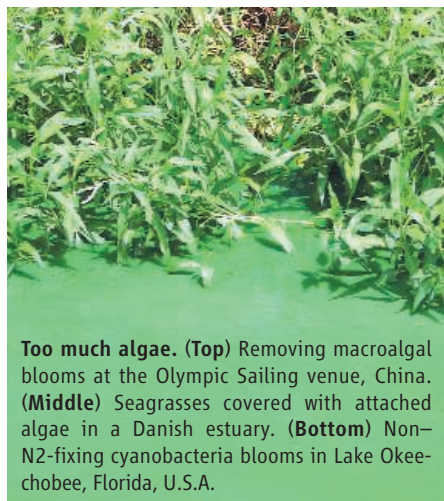 Too much algae. (Top) Removing macroalgal
blooms at the Olympic Sailing venue, China.
(Middle) Seagrasses covered with attached
algae in a Danish estuary. (Bottom) Non–
N2-fixing cyanobacteria blooms in Lake Okee-
chobee, Florida, U.S.A.